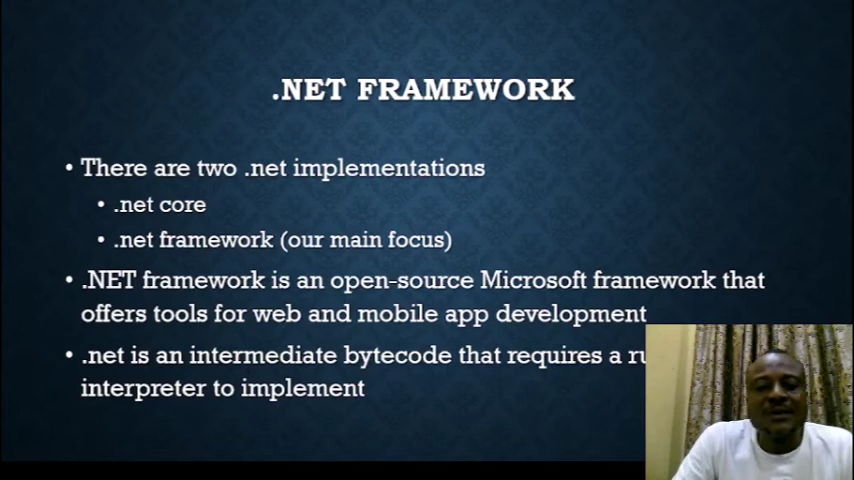 .NET FRAMEWORK
• There are two .net implementations
• .net core
• .net framework (our main focus)
• .NET framework is an open-source Microsoft framework that
offers tools for web and mobile app development
• .net is an intermediate bytecode that requires a
interpreter to implement